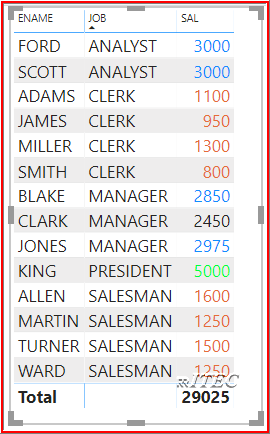 ENAME JOB SAL
FORD ANALYST 3000
SCOTT ANALYST 3000
ADAMS CLERK 1100
JAMES CLERK 950
MILLER CLERK 1300
SMITH CLERK 800
BLAKE MANAGER 2850
CLARK MANAGER 2450
JONES MANAGER 2975
KING PRESIDENT 5000
ALLEN SALESMAN 1600
MARTIN SALESMAN 1250
TURNER SALESMAN 1500
WARD SALESMAN 1250
ITEC
Total 29025